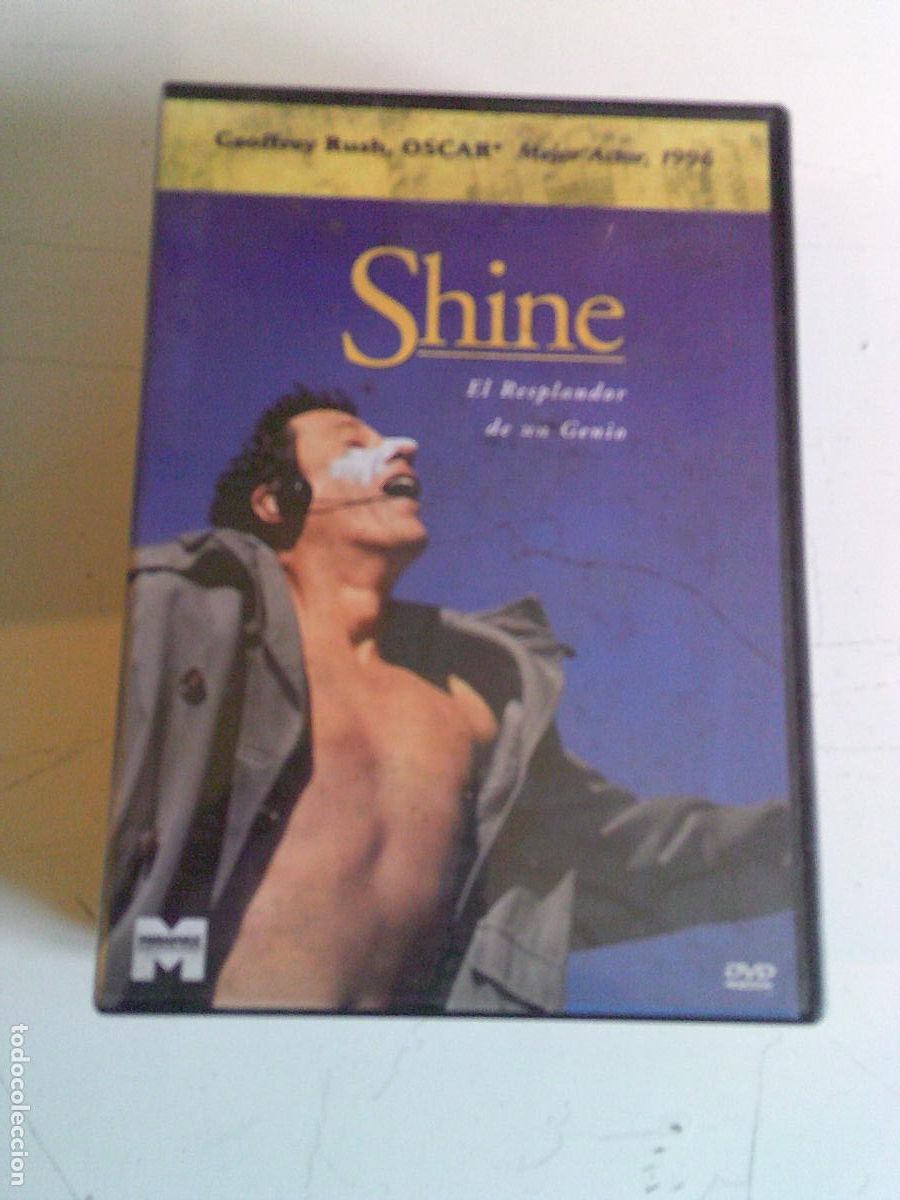 Geoffrey Rush, OSCAR® Mejor Actor, 1996
Shine
El Resplandor
de un Genio
M
DVD
todocoleccion